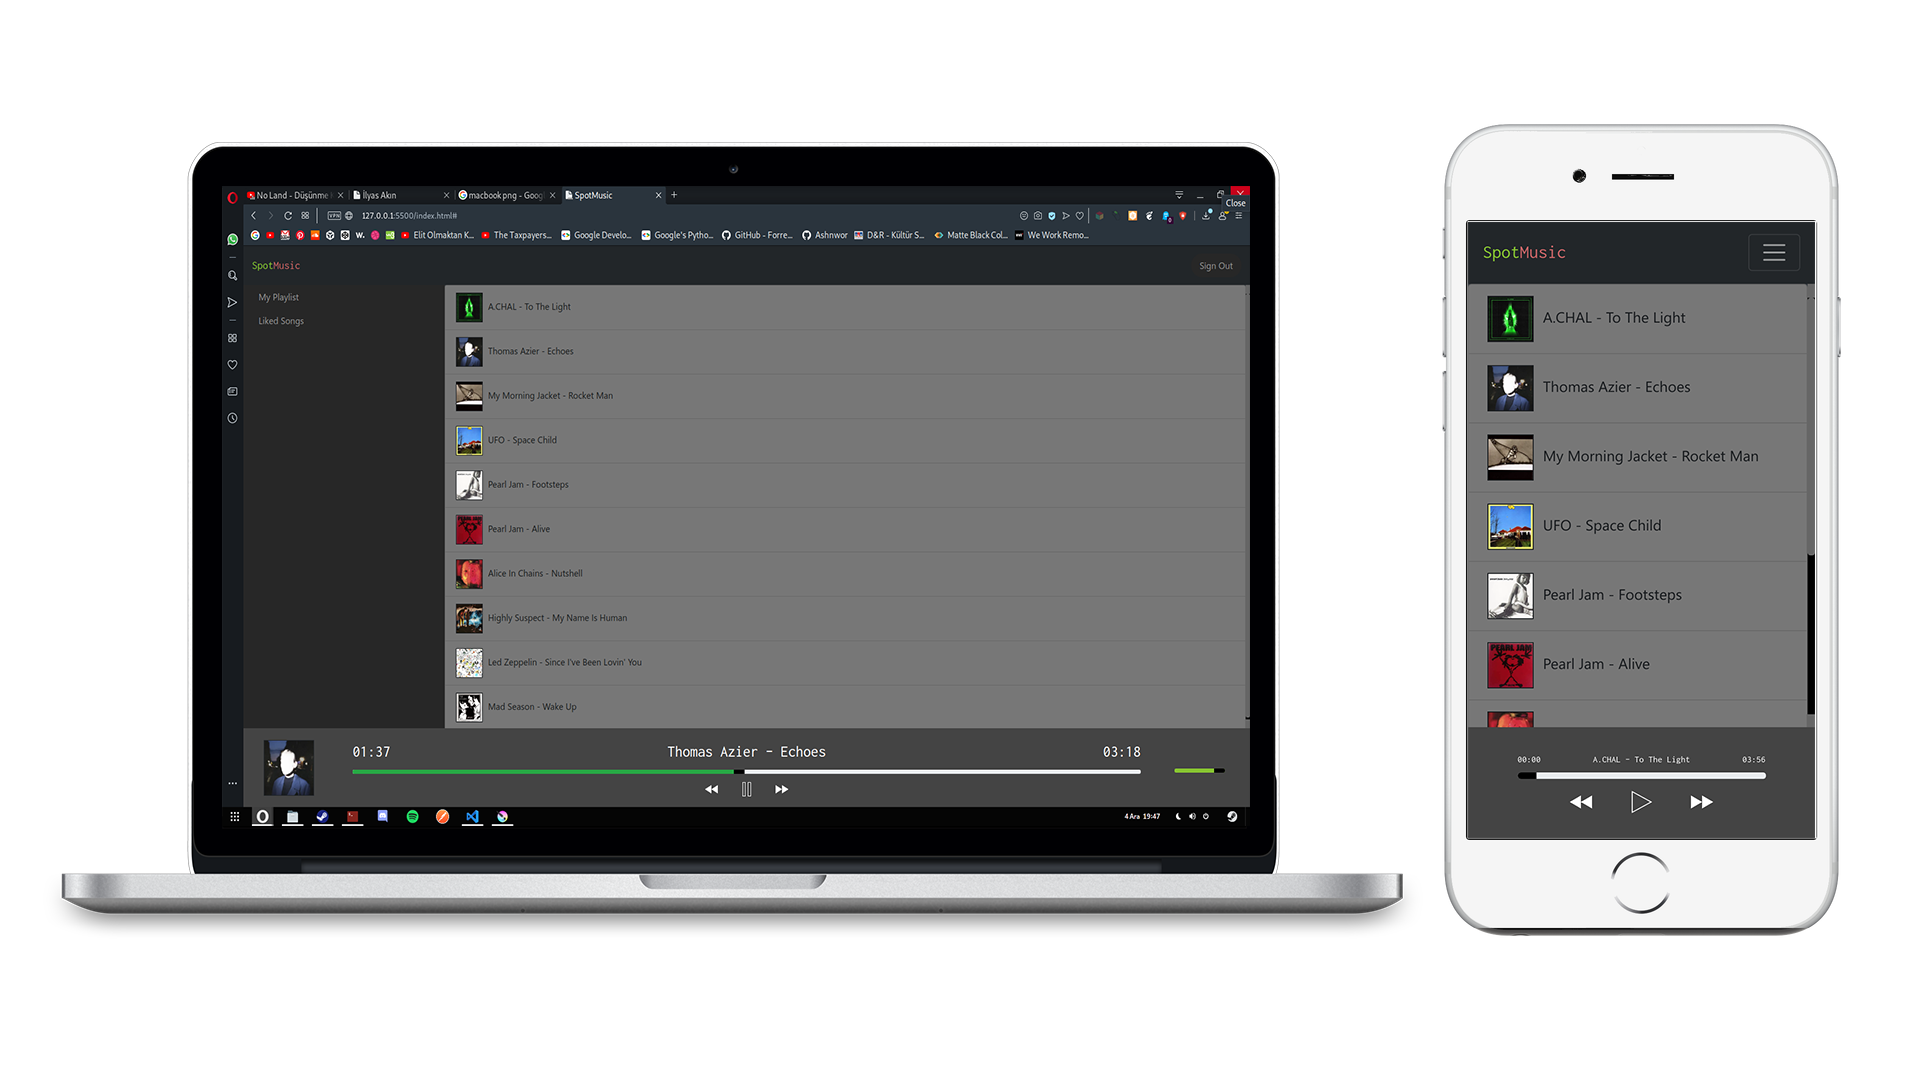 No Land - Düşünme
İlyas Akın
macbook png - Goog
SpotMusic
Close
VPN
127.0.0.1:5500/index.html#
w.
Elit Olmaktan K...
The Taxpayers...
Google Develo...
Google's Pytho...
GitHub - Forre...
Ashnwor
D&R - Kültür S...
Matte Black Col...
We Work Remo...
SpotMusic
Sign Out
My Playlist
Liked Songs
A.CHAL - To The Light
Thomas Azier - Echoes
My Morning Jacket - Rocket Man
UFO - Space Child
Pearl Jam - Footsteps
Pearl Jam - Alive
Alice In Chains - Nutshell
Highly Suspect - My Name Is Human
Led Zeppelin - Since I've Been Lovin' You
Mad Season - Wake Up
01:37
Thomas Azier - Echoes
03:18
4 Ara 19:47
SpotMusic
A.CHAL - To The Light
Thomas Azier - Echoes
My Morning Jacket - Rocket Man
UFO - Space Child
Pearl Jam - Footsteps
PEARL JAM
Pearl Jam - Alive
00:00
A.CHAL - To The Light
03:56